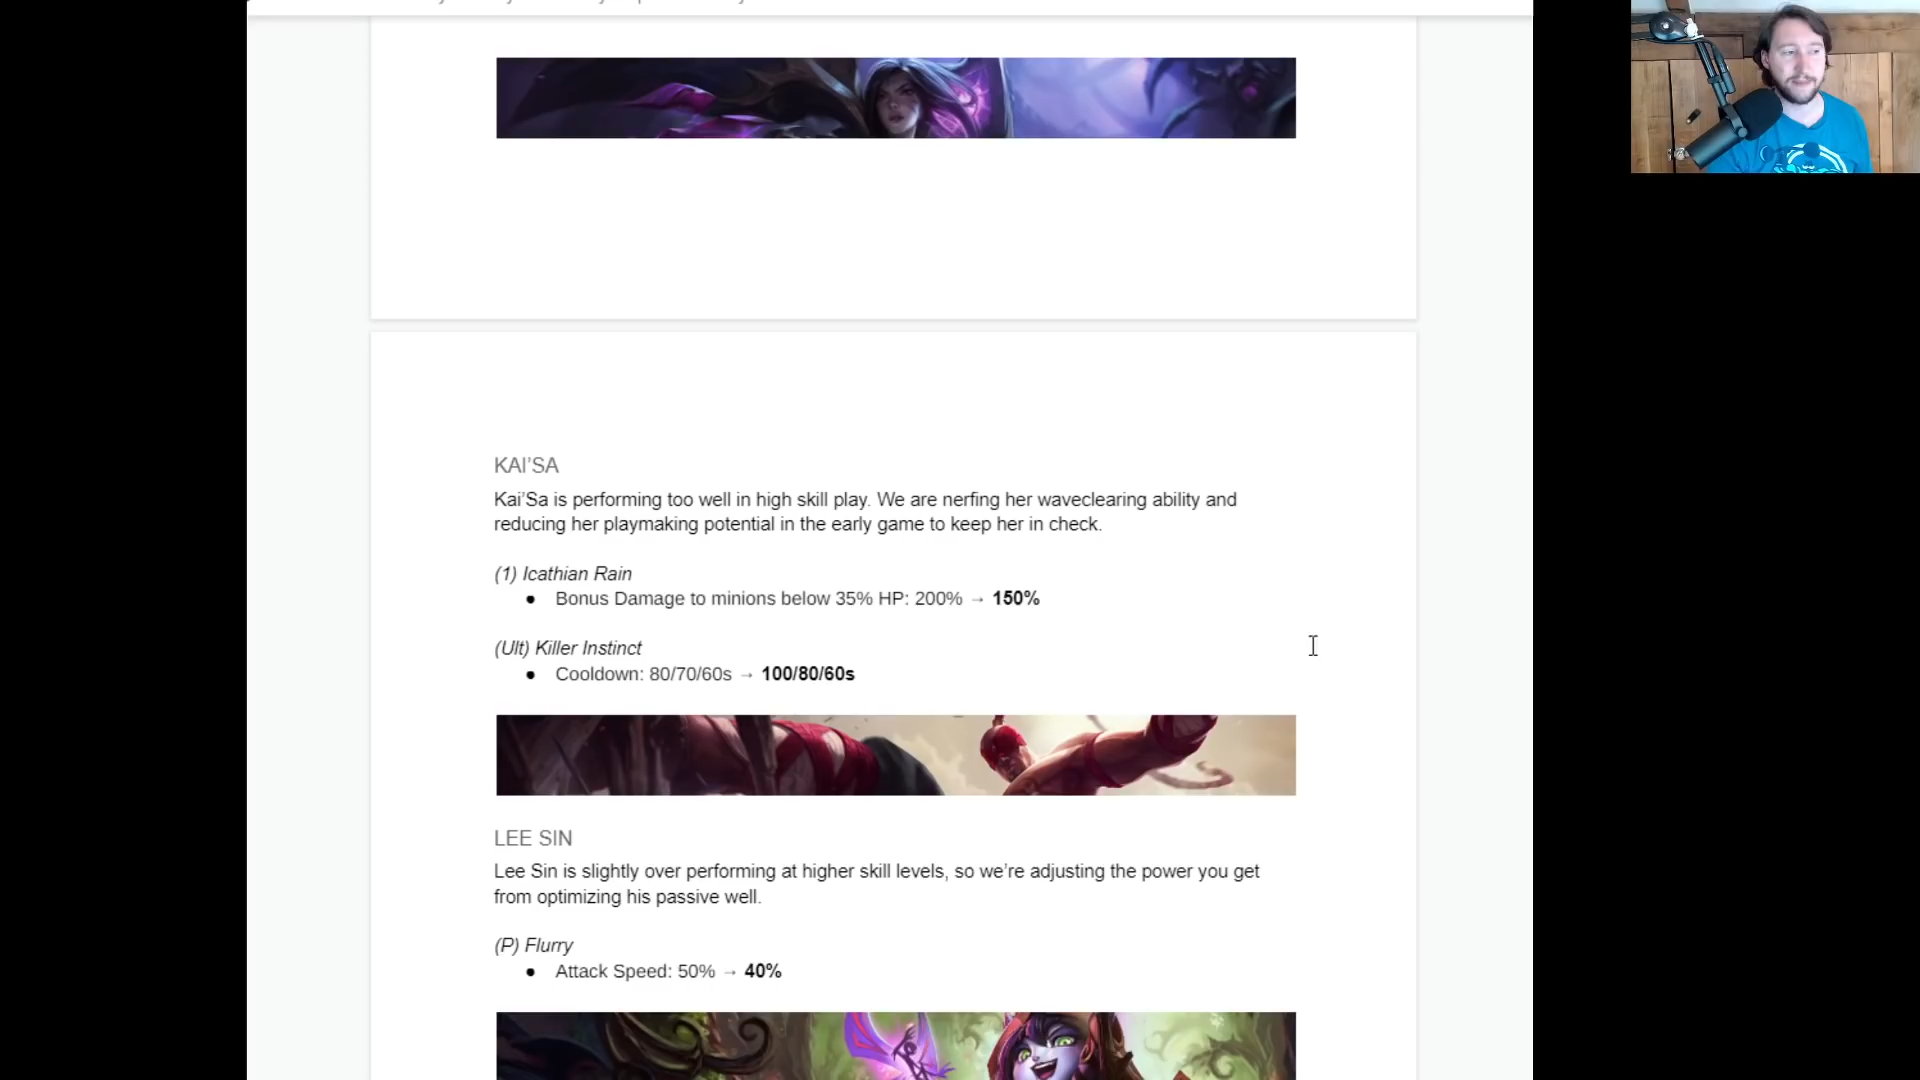 KAI'SA
Kai'Sa is performing too well in high skill play. We are nerfing her waveclearing ability and
reducing her playmaking potential in the early game to keep her in check.
(1) Icathian Rain
● Bonus Damage to minions below 35% HP: 200% → 150%
(Ult) Killer Instinct
● Cooldown: 80/70/60s → 100/80/60s
LEE SIN
Lee Sin is slightly over performing at higher skill levels, so we're adjusting the power you get
from optimizing his passive well.
(P) Flurry
● Attack Speed: 50% → 40%